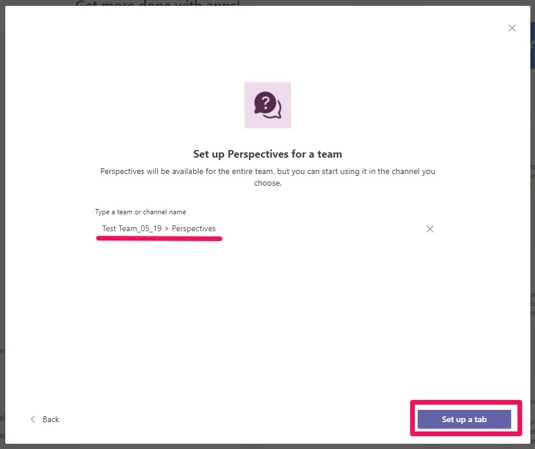 Get more done with apps!
Set up Perspectives for a team
Perspectives will be available for the entire team, but you can start using it in the channel you
choose.
Type a team or channel name
Test Team_05_19 > Perspectives
Back
Set up a tab